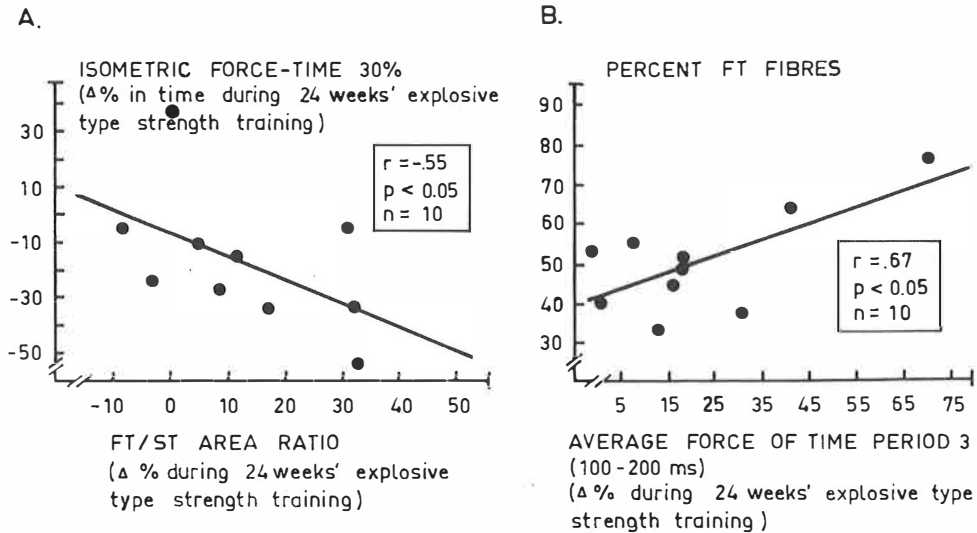 A.
ISOMETRIC FORCE-TIME 30%
(Δ% in time during 24 weeks' explosive
type strength training)
30
10
-10
-30
-50
r = -.55
p < 0.05
n = 10
-10 0 10 20 30 40 50
FT/ST AREA RATIO
(Δ % during 24 weeks' explosive
type strength training)
B.
PERCENT FT FIBRES
90
80
70
60
50
40
30
r = .67
p < 0.05
n = 10
5 15 25 35 45 55 65 75
AVERAGE FORCE OF TIME PERIOD 3
(100-200 ms)
(Δ% during 24 weeks' explosive type
strength training)